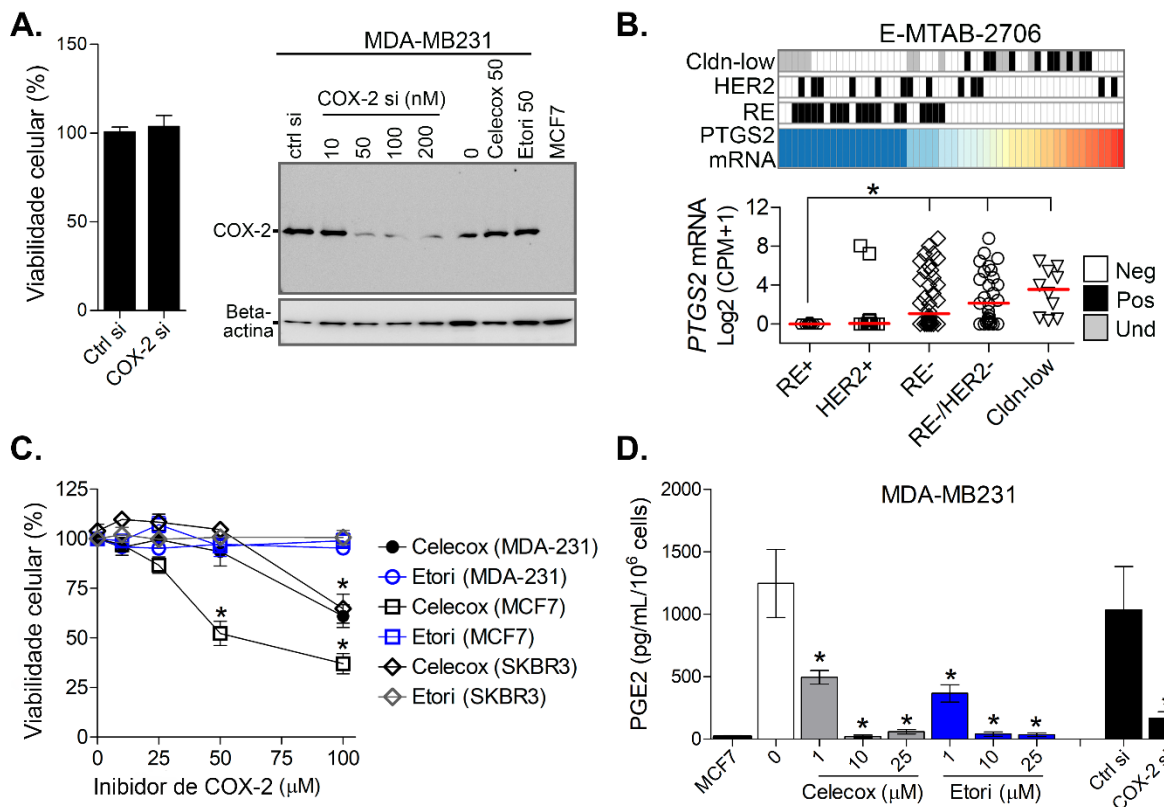 A.
Viabilidade celular (%)
150
100
50
0
Ctrl si
COX-2 si
MDA-MB231
COX-2 si (nM)
ctrl si
10
50
100
200
0
Celecox 50
Etori 50
MCF7
COX-2
Beta-
actina
B.
E-MTAB-2706
Cldn-low
HER2
RE
PTGS2
mRNA
*
PTGS2 mRNA
Log2 (CPM+1)
12
8
4
0
RE+
HER2+
RE-
RE-/HER2-
Cldn-low
Neg
Pos
Und
C.
Viabilidade celular (%)
125
100
75
50
25
0
*
*
*
0
25
50
75
100
Inibidor de COX-2 (μM)
Celecox (MDA-231)
Etori (MDA-231)
Celecox (MCF7)
Etori (MCF7)
Celecox (SKBR3)
Etori (SKBR3)
D.
MDA-MB231
PGE2 (pg/mL/10⁶ cells)
2000
1500
1000
500
0
*
*
*
*
*
*
MCF7
0
1
10
25
1
10
25
Ctrl si
COX-2 si
Celecox (μM)
Etori (μM)